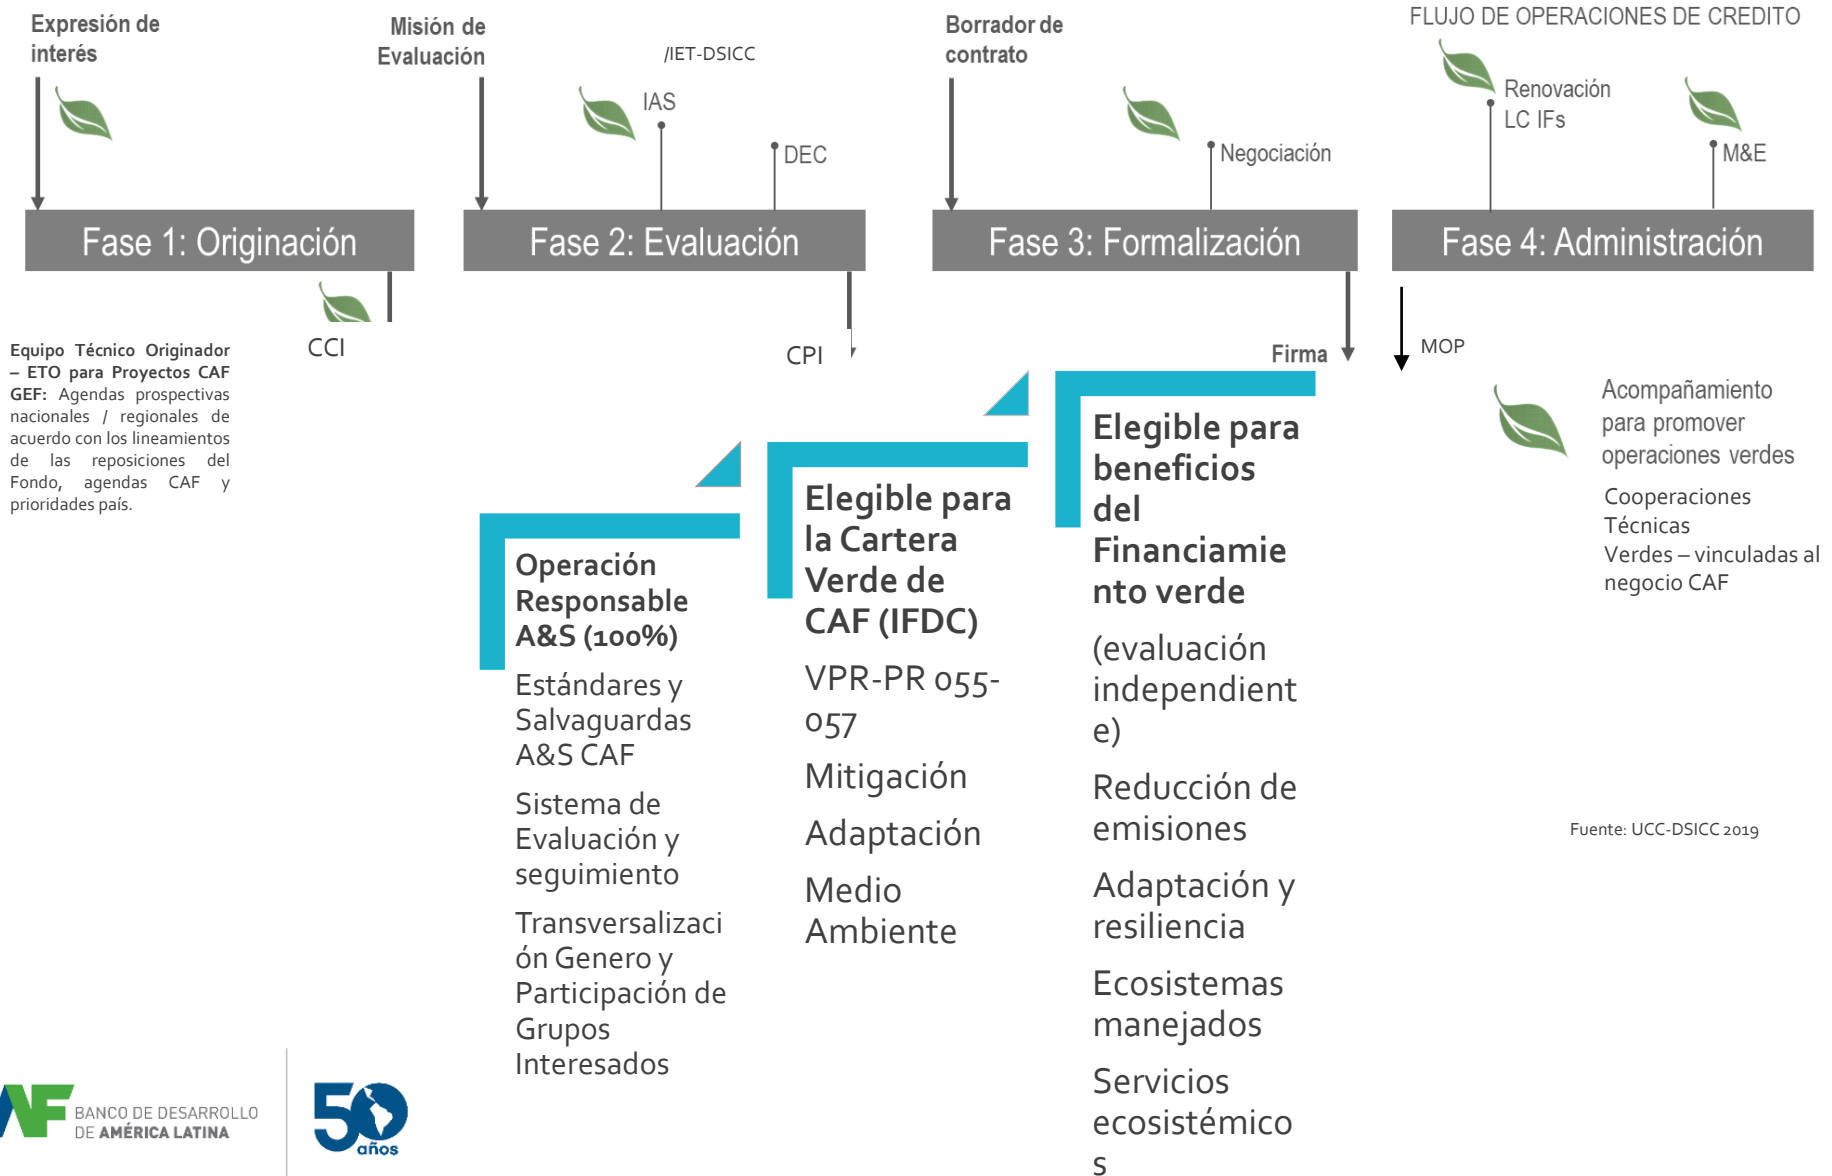 FLUJO DE OPERACIONES DE CREDITO
Expresión de
interés
Misión de
Evaluación
/IET-DSICC
IAS
DEC
Borrador de
contrato
Negociación
Renovación
LC IFs
M&E
Fase 1: Originación
Fase 2: Evaluación
Fase 3: Formalización
Fase 4: Administración
CCI
CPI
Firma
MOP
Equipo Técnico Originador
– ETO para Proyectos CAF
GEF: Agendas prospectivas
nacionales / regionales de
acuerdo con los lineamientos
de las reposiciones del
Fondo, agendas CAF y
prioridades país.
Operación
Responsable
A&S (100%)
Estándares y
Salvaguardas
A&S CAF
Sistema de
Evaluación y
seguimiento
Transversalizaci
ón Genero y
Participación de
Grupos
Interesados
Elegible para
la Cartera
Verde de
CAF (IFDC)
VPR-PR 055-
057
Mitigación
Adaptación
Medio
Ambiente
Elegible para
beneficios
del
Financiamie
nto verde
(evaluación
independient
e)
Reducción de
emisiones
Adaptación y
resiliencia
Ecosistemas
manejados
Servicios
ecosistémico
s
Acompañamiento
para promover
operaciones verdes
Cooperaciones
Técnicas
Verdes – vinculadas al
negocio CAF
Fuente: UCC-DSICC 2019
AF
BANCO DE DESARROLLO
DE AMÉRICA LATINA
50
años